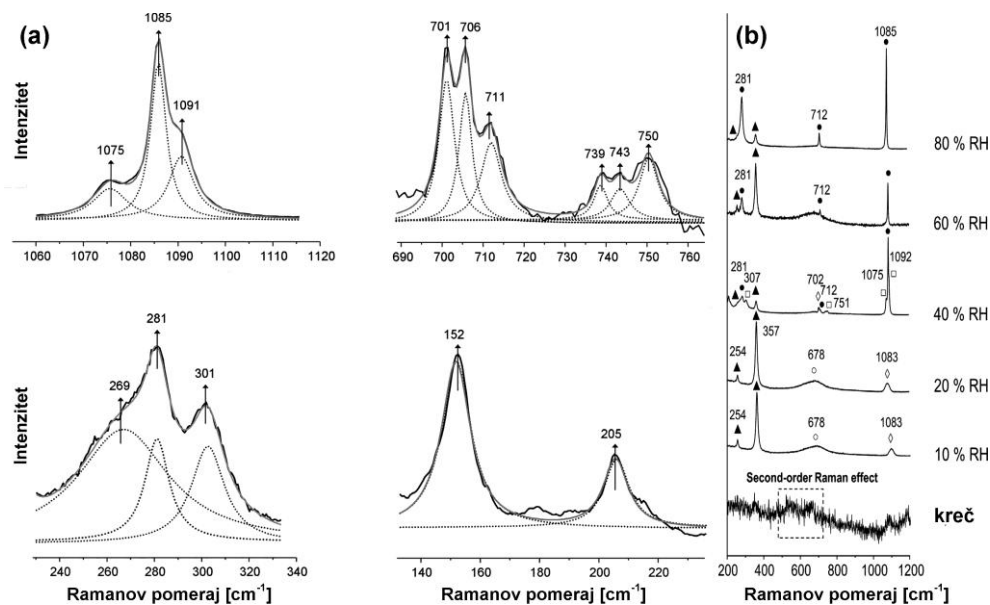 (a)
Intenzitet
1085
1091
1075
1060 1070 1080 1090 1100 1110 1120
701
706
711
739
743
750
690 700 710 720 730 740 750 760
Intenzitet
269
281
301
240 260 280 300 320 340
Ramanov pomeraj [cm⁻¹]
152
205
140 160 180 200 220
Ramanov pomeraj [cm⁻¹]
(b)
1085
281
712
80 % RH
281
712
60 % RH
281
307
702
712
751
1075
1092
40 % RH
254
357
678
1083
20 % RH
254
678
1083
10 % RH
Second-order Raman effect
kreč
200 400 600 800 1000 1200
Ramanov pomeraj [cm⁻¹]